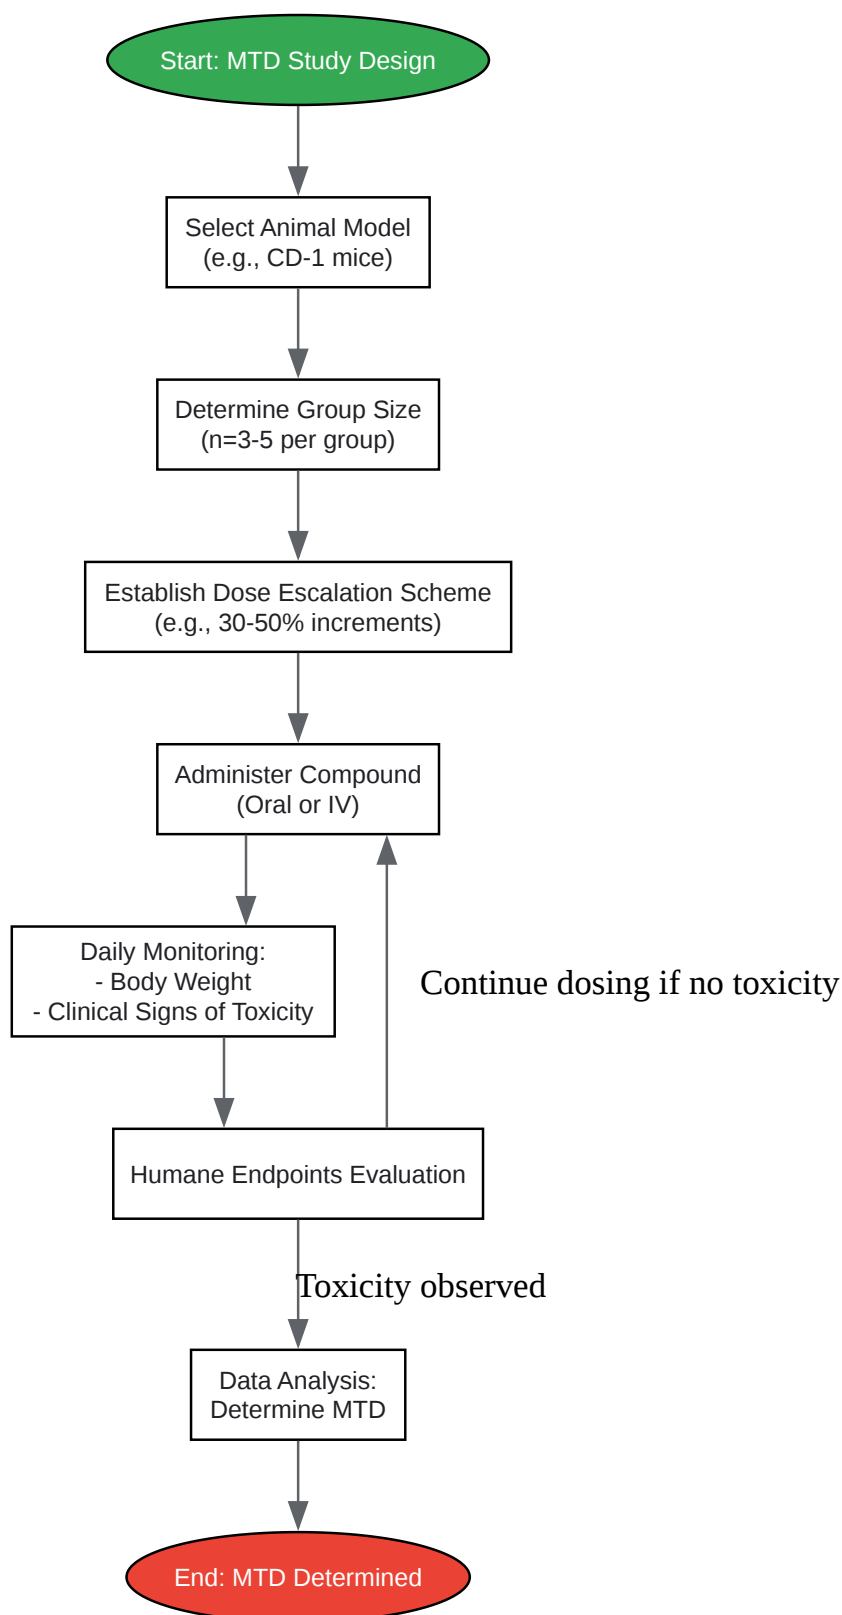 Start: MTD Study Design
Select Animal Model
(e.g., CD-1 mice)
Determine Group Size
(n=3-5 per group)
Establish Dose Escalation Scheme
(e.g., 30-50% increments)
Administer Compound
(Oral or IV)
Daily Monitoring:
- Body Weight
- Clinical Signs of Toxicity
Continue dosing if no toxicity
Humane Endpoints Evaluation
Toxicity observed
Data Analysis:
Determine MTD
End: MTD Determined